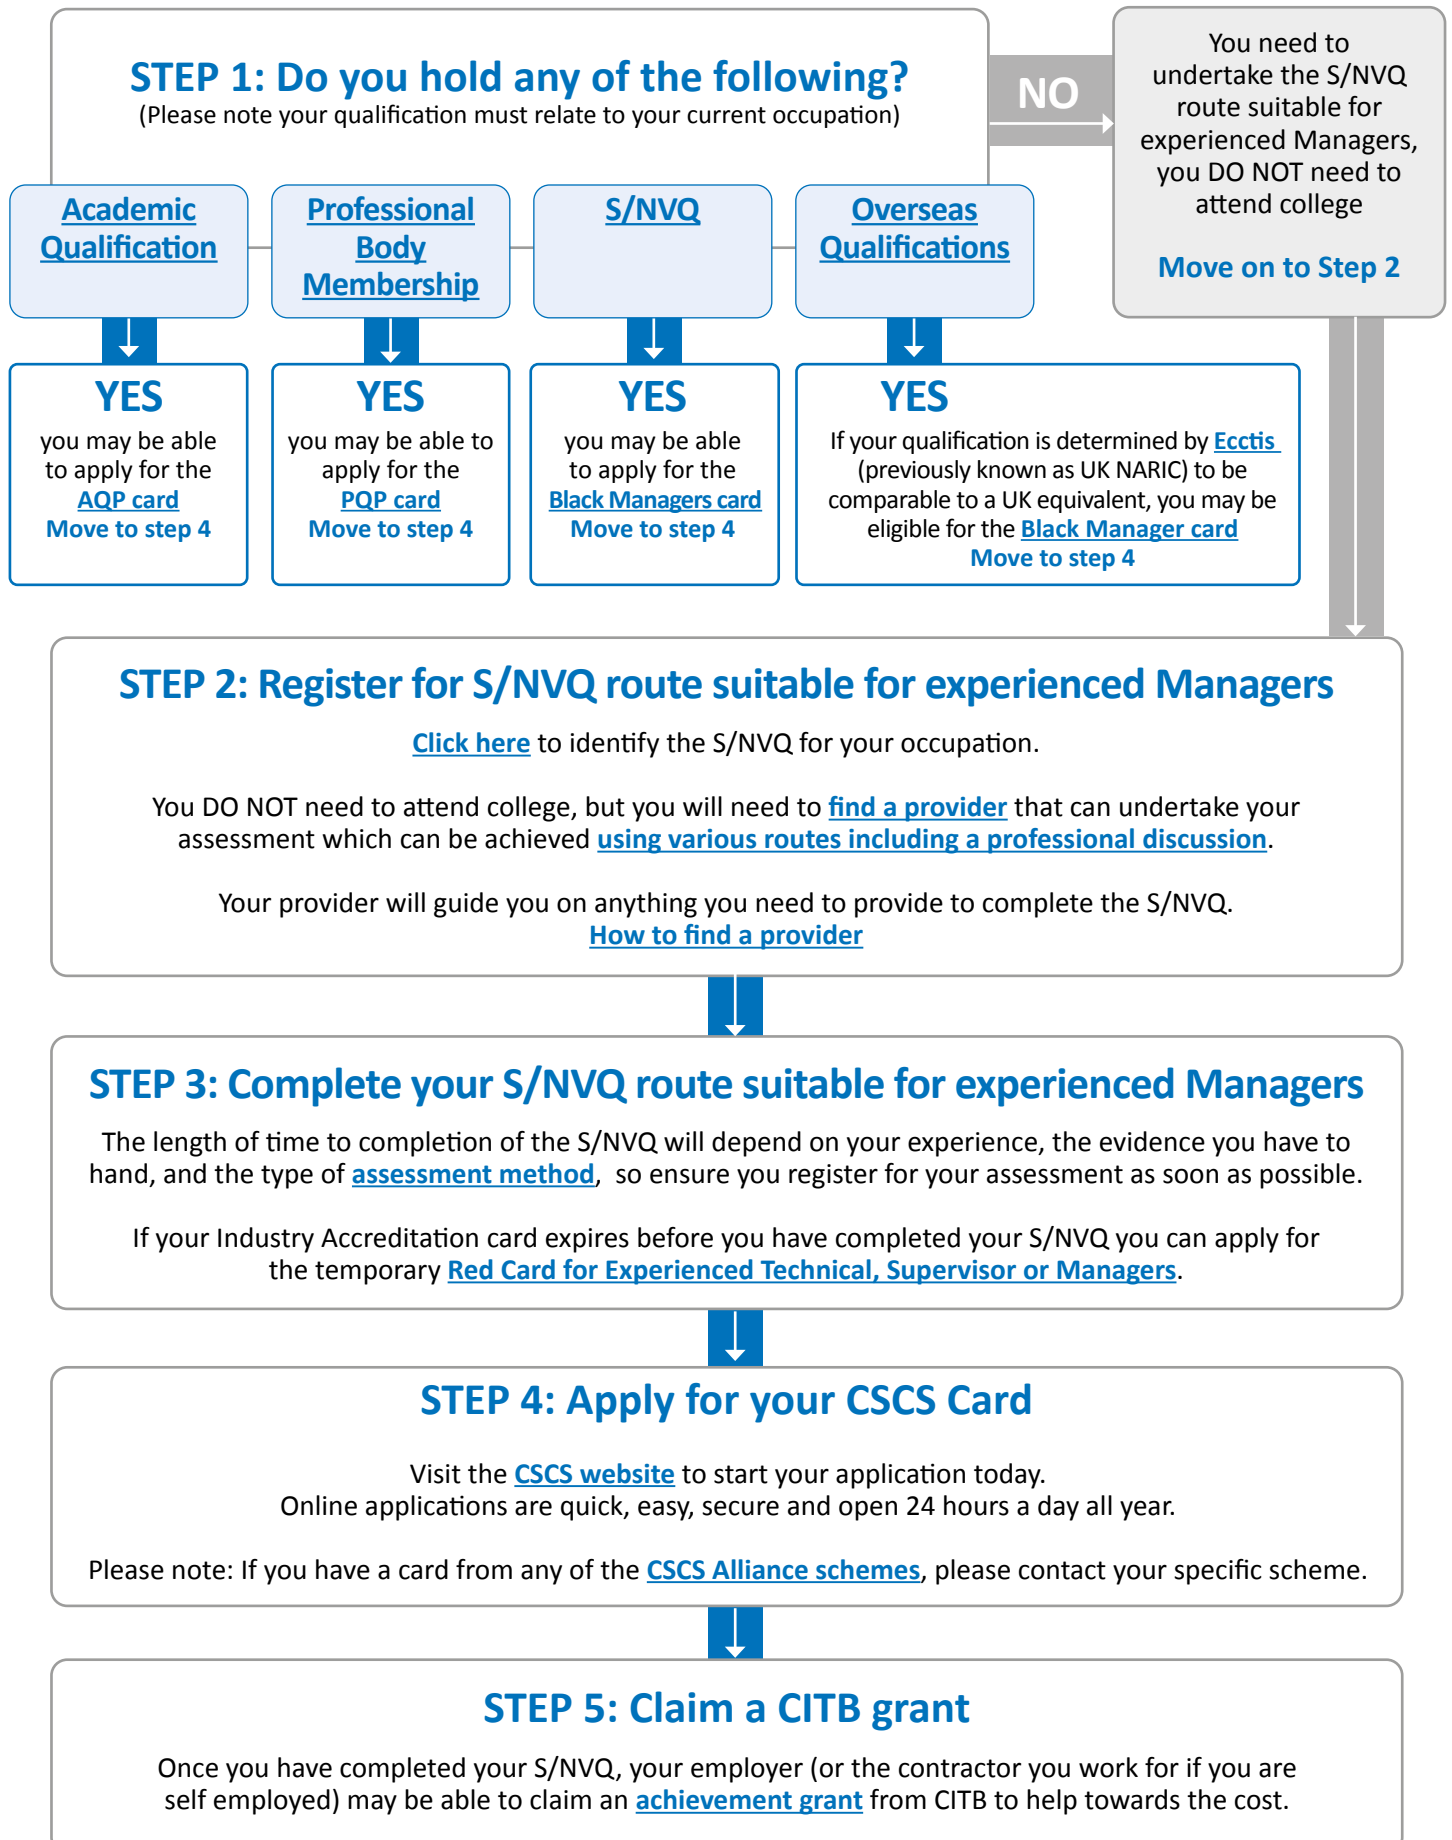 STEP 1: Do you hold any of the following?
(Please note your qualification must relate to your current occupation)
NO
You need to
undertake the S/NVQ
route suitable for
experienced Managers,
you DO NOT need to
attend college
Move on to Step 2
Academic
Qualification
Professional
Body
Membership
S/NVQ
Overseas
Qualifications
YES
you may be able
to apply for the
AQP card
Move to step 4
YES
you may be able to
apply for the
PQP card
Move to step 4
YES
you may be able
to apply for the
Black Managers card
Move to step 4
YES
If your qualification is determined by Ecctis
(previously known as UK NARIC) to be
comparable to a UK equivalent, you may be
eligible for the Black Manager card
Move to step 4
STEP 2: Register for S/NVQ route suitable for experienced Managers
Click here to identify the S/NVQ for your occupation.
You DO NOT need to attend college, but you will need to find a provider that can undertake your
assessment which can be achieved using various routes including a professional discussion.
Your provider will guide you on anything you need to provide to complete the S/NVQ.
How to find a provider
STEP 3: Complete your S/NVQ route suitable for experienced Managers
The length of time to completion of the S/NVQ will depend on your experience, the evidence you have to
hand, and the type of assessment method, so ensure you register for your assessment as soon as possible.
If your Industry Accreditation card expires before you have completed your S/NVQ you can apply for
the temporary Red Card for Experienced Technical, Supervisor or Managers.
STEP 4: Apply for your CSCS Card
Visit the CSCS website to start your application today.
Online applications are quick, easy, secure and open 24 hours a day all year.
Please note: If you have a card from any of the CSCS Alliance schemes, please contact your specific scheme.
STEP 5: Claim a CITB grant
Once you have completed your S/NVQ, your employer (or the contractor you work for if you are
self employed) may be able to claim an achievement grant from CITB to help towards the cost.